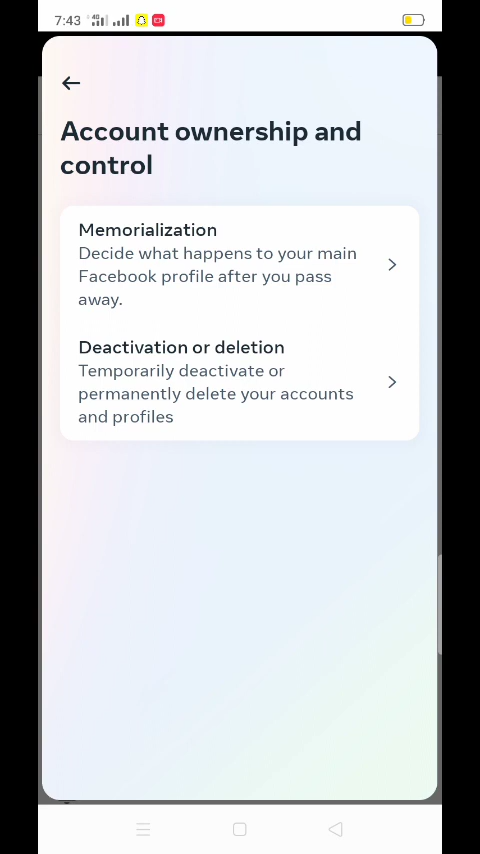 7:43
4G
Account ownership and
control
Memorialization
Decide what happens to your main
Facebook profile after you pass
away.
Deactivation or deletion
Temporarily deactivate or
permanently delete your accounts
and profiles